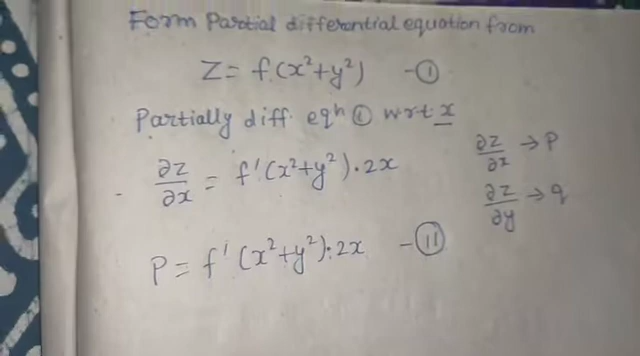 Form Partial differential equation from
Z = f(x²+y²) -①
Partially diff. eqⁿ ① w.r.t x
∂z/∂x = f'(x²+y²)·2x
∂z/∂x → p
∂z/∂y → q
P = f'(x²+y²)·2x -⑪